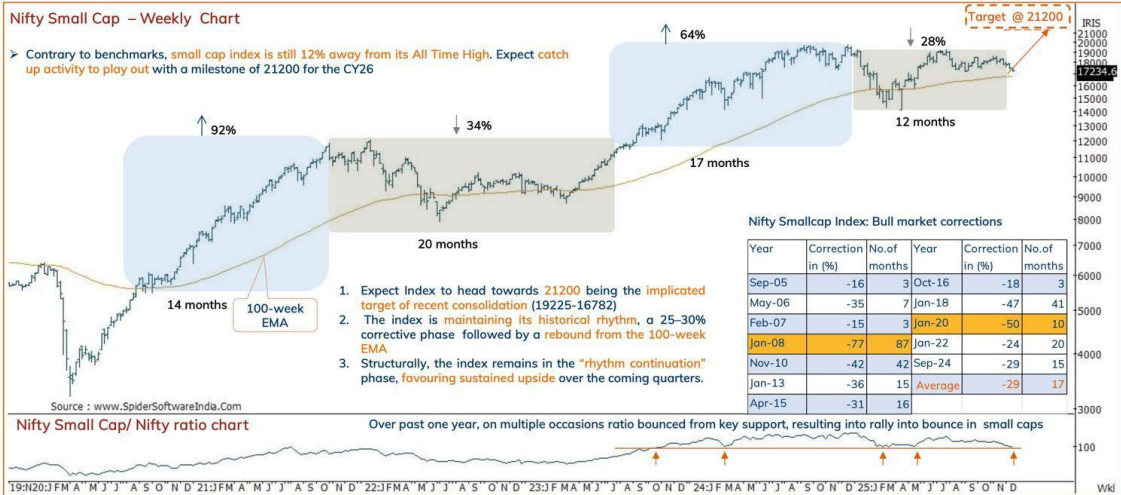 Nifty Small Cap – Weekly Chart
➢ Contrary to benchmarks, small cap index is still 12% away from its All Time High. Expect catch
up activity to play out with a milestone of 21200 for the CY26
Target @ 21200
IRIS
21000
20000
19000
18000
17234.6
16000
15000
14000
13000
12000
11000
10000
9000
8000
7000
6000
5000
4000
3000
92%
34%
64%
28%
14 months
20 months
17 months
12 months
100-week
EMA
1. Expect Index to head towards 21200 being the implicated
target of recent consolidation (19225-16782)
2. The index is maintaining its historical rhythm, a 25–30%
corrective phase followed by a rebound from the 100-week
EMA
3. Structurally, the index remains in the “rhythm continuation”
phase, favouring sustained upside over the coming quarters.
Nifty Smallcap Index: Bull market corrections
Year Correction in (%) No.of months Year Correction in (%) No.of months
Sep-05 -16 3 Oct-16 -18 3
May-06 -35 7 Jan-18 -47 41
Feb-07 -15 3 Jan-20 -50 10
Jan-08 -77 87 Jan-22 -24 20
Nov-10 -42 42 Sep-24 -29 15
Jan-13 -36 15 Average -29 17
Apr-15 -31 16
Source : www.SpiderSoftwareIndia.Com
Nifty Small Cap/ Nifty ratio chart
Over past one year, on multiple occasions ratio bounced from key support, resulting into rally into bounce in small caps
100
19:N20:J F M A M J J A S O N D 21:J F M A M J J A S O N D 22:J F M A M J J A S O N D 23:J F M A M J J A S O N D 24:J F M A M J J A S O N D 25:J F M A M J J A S O N D Wkl